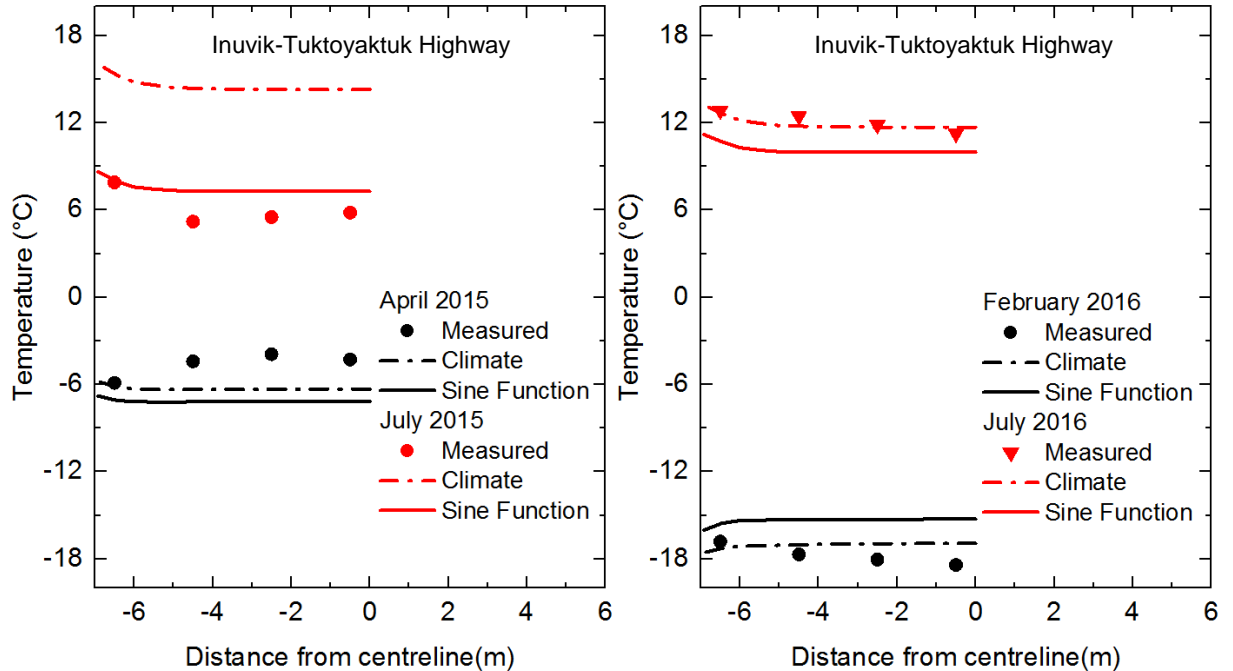 Inuvik-Tuktoyaktuk Highway
18
12
6
0
-6
-12
-18
Temperature (°C)
April 2015
Measured
Climate
Sine Function
July 2015
Measured
Climate
Sine Function
-6 -4 -2 0 2 4 6
Distance from centreline(m)
Inuvik-Tuktoyaktuk Highway
18
12
6
0
-6
-12
-18
Temperature (°C)
February 2016
Measured
Climate
Sine Function
July 2016
Measured
Climate
Sine Function
-6 -4 -2 0 2 4 6
Distance from centreline(m)